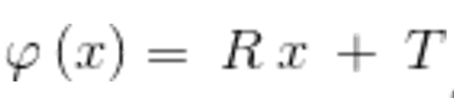 φ (x) = R x + T